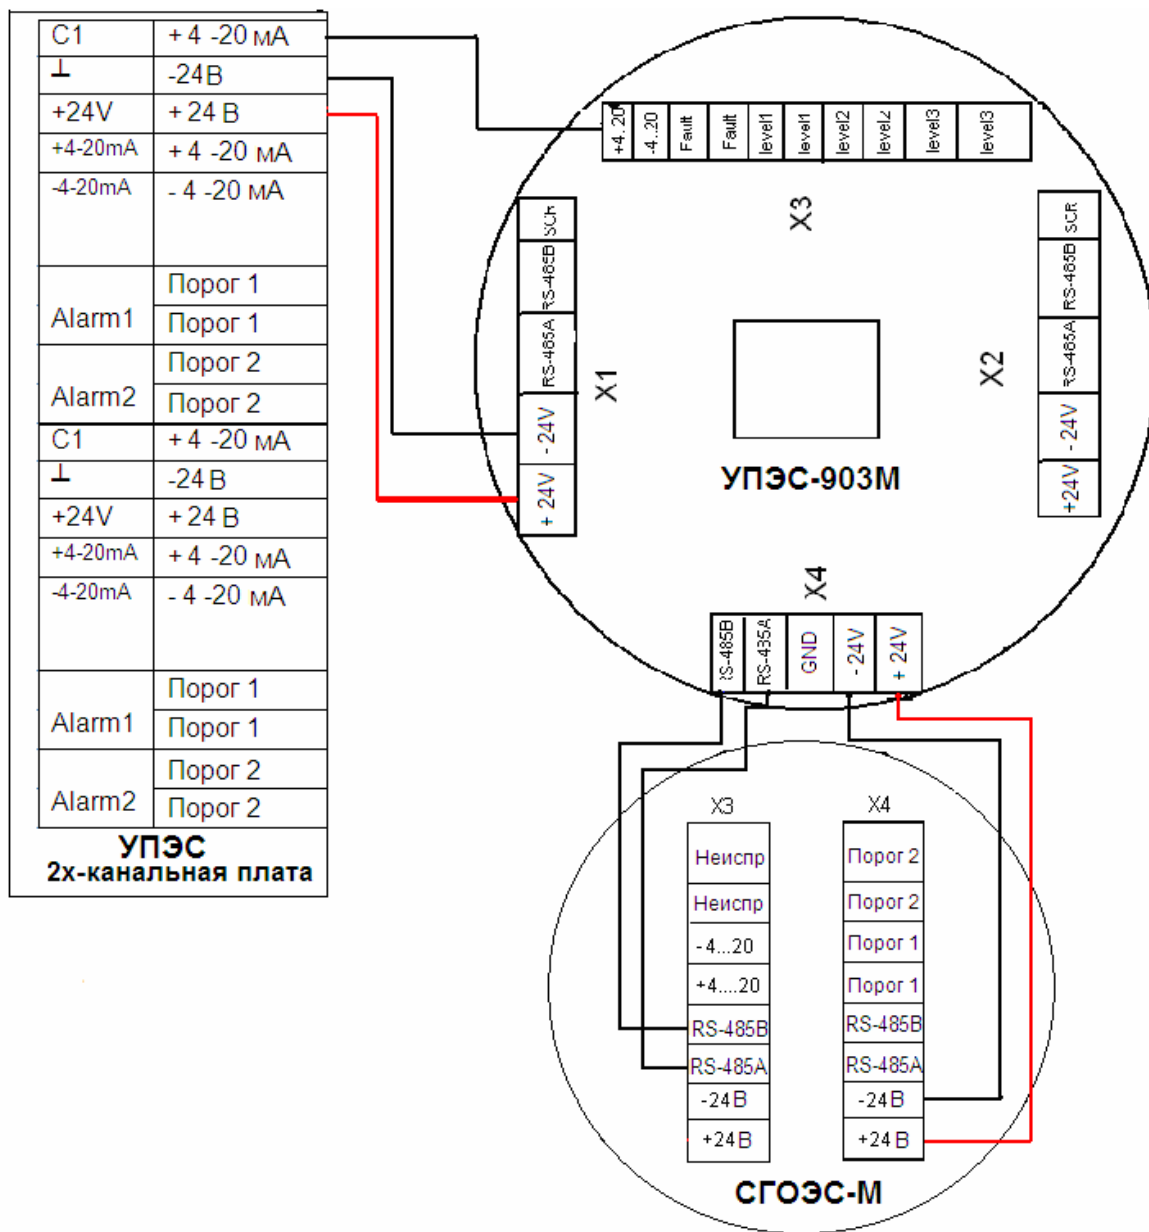 C1 + 4 -20 мА
⊥ -24В
+24V + 24 В
+4-20mA + 4 -20 мА
-4-20mA - 4 -20 мА
Порог 1
Alarm1 Порог 1
Порог 2
Alarm2 Порог 2
C1 + 4 -20 мА
⊥ -24В
+24V + 24 В
+4-20mA + 4 -20 мА
-4-20mA - 4 -20 мА
Порог 1
Alarm1 Порог 1
Порог 2
Alarm2 Порог 2
УПЭС
2х-канальная плата
+4..20
-4..20
Fault
Fault
level1
level1
level2
level2
level3
level3
X3
SCR
RS-485B
RS-485A
- 24V
+ 24V
X1
SCR
RS-485B
RS-485A
- 24V
+24V
X2
УПЭС-903М
X4
RS-485B
RS-485A
GND
- 24V
+ 24V
X3
Неиспр
Неиспр
- 4...20
+4....20
RS-485B
RS-485A
-24 В
+24 В
X4
Порог 2
Порог 2
Порог 1
Порог 1
RS-485B
RS-485A
-24 В
+24 В
СГОЭС-М